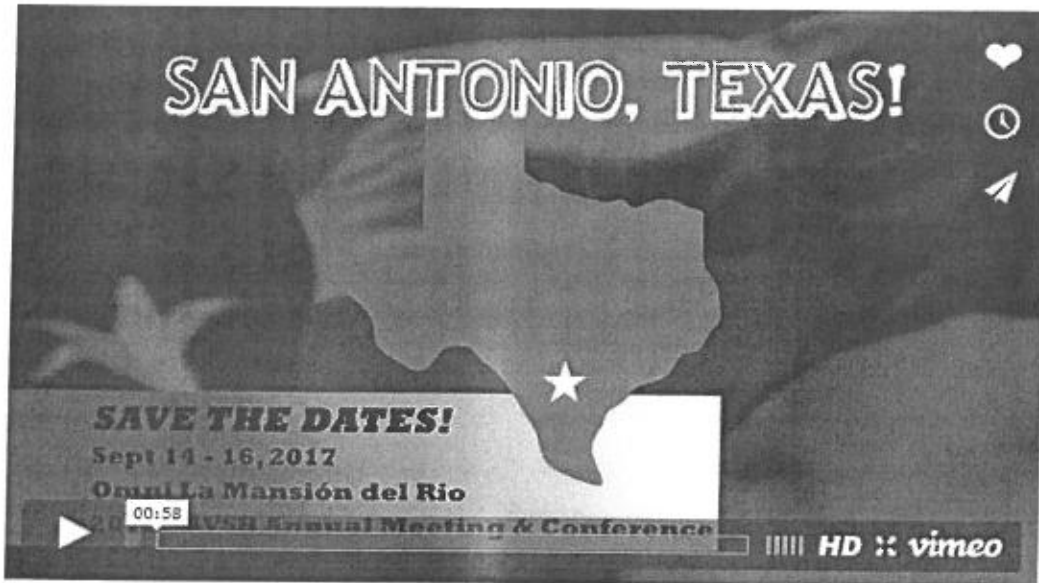 SAN ANTONIO, TEXAS!
SAVE THE DATES!
Sept 14 - 16, 2017
Omni La Mansión del Rio
Annual Meeting & Conference
00:58
HD vimeo